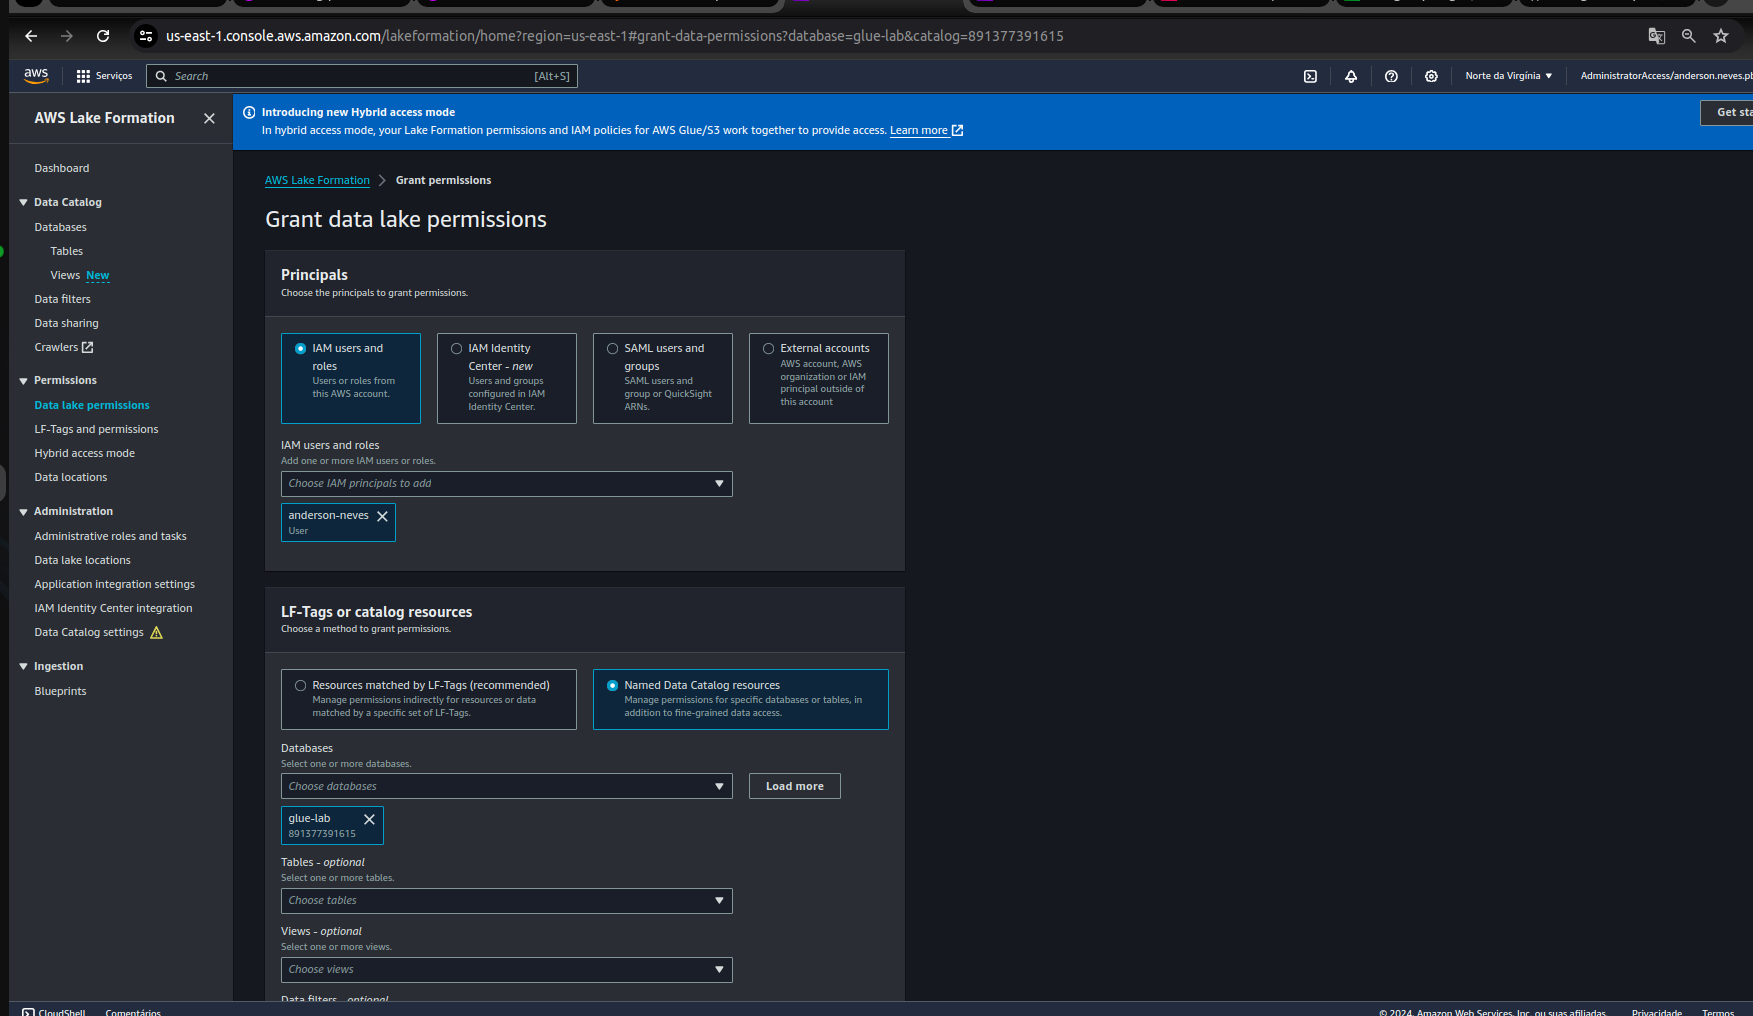 us-east-1.console.aws.amazon.com/lakeformation/home?region=us-east-1#grant-data-permissions?database=glue-lab&catalog=891377391615
aws
Serviços
Search
[Alt+S]
Norte da Virgínia
AdministratorAccess/anderson.neves.pb
AWS Lake Formation
Dashboard
Data Catalog
Databases
Tables
Views New
Data filters
Data sharing
Crawlers
Permissions
Data lake permissions
LF-Tags and permissions
Hybrid access mode
Data locations
Administration
Administrative roles and tasks
Data lake locations
Application integration settings
IAM Identity Center integration
Data Catalog settings
Ingestion
Blueprints
Introducing new Hybrid access mode
In hybrid access mode, your Lake Formation permissions and IAM policies for AWS Glue/S3 work together to provide access. Learn more
Get sta
AWS Lake Formation
Grant permissions
Grant data lake permissions
Principals
Choose the principals to grant permissions.
IAM users and
roles
Users or roles from
this AWS account.
IAM Identity
Center - new
Users and groups
configured in IAM
Identity Center.
SAML users and
groups
SAML users and
group or QuickSight
ARNs.
External accounts
AWS account, AWS
organization or IAM
principal outside of
this account
IAM users and roles
Add one or more IAM users or roles.
Choose IAM principals to add
anderson-neves
User
LF-Tags or catalog resources
Choose a method to grant permissions.
Resources matched by LF-Tags (recommended)
Manage permissions indirectly for resources or data
matched by a specific set of LF-Tags.
Named Data Catalog resources
Manage permissions for specific databases or tables, in
addition to fine-grained data access.
Databases
Select one or more databases.
Choose databases
Load more
glue-lab
891377391615
Tables - optional
Select one or more tables.
Choose tables
Views - optional
Select one or more views.
Choose views
Data filters - optional
CloudShell
Comentários
© 2024, Amazon Web Services, Inc. ou suas afiliadas.
Privacidade
Termos